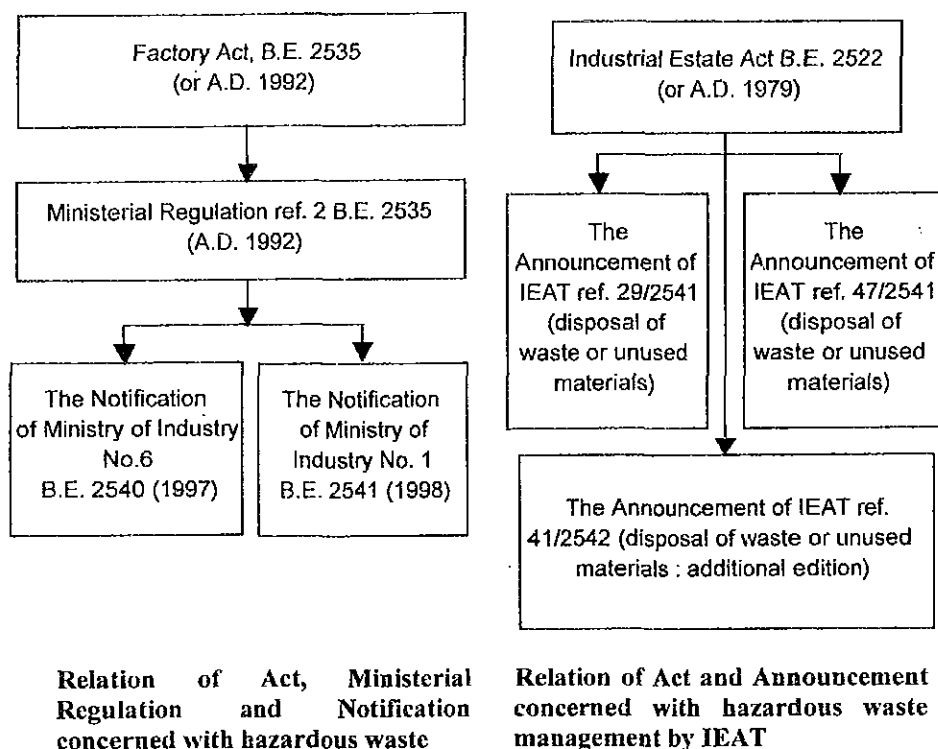 Factory Act, B.E. 2535
(or A.D. 1992)
Ministerial Regulation ref. 2 B.E. 2535
(A.D. 1992)
The Notification
of Ministry of Industry
No.6
B.E. 2540 (1997)
The Notification
of Ministry of
Industry No. 1
B.E. 2541 (1998)
Relation of Act, Ministerial
Regulation and Notification
concerned with hazardous waste
Industrial Estate Act B.E. 2522
(or A.D. 1979)
The
Announcement of
IEAT ref. 29/2541
(disposal of
waste or unused
materials)
The
Announcement of
IEAT ref. 47/2541
(disposal of
waste or unused
materials)
The Announcement of IEAT ref.
41/2542 (disposal of waste or unused
materials : additional edition)
Relation of Act and Announcement
concerned with hazardous waste
management by IEAT